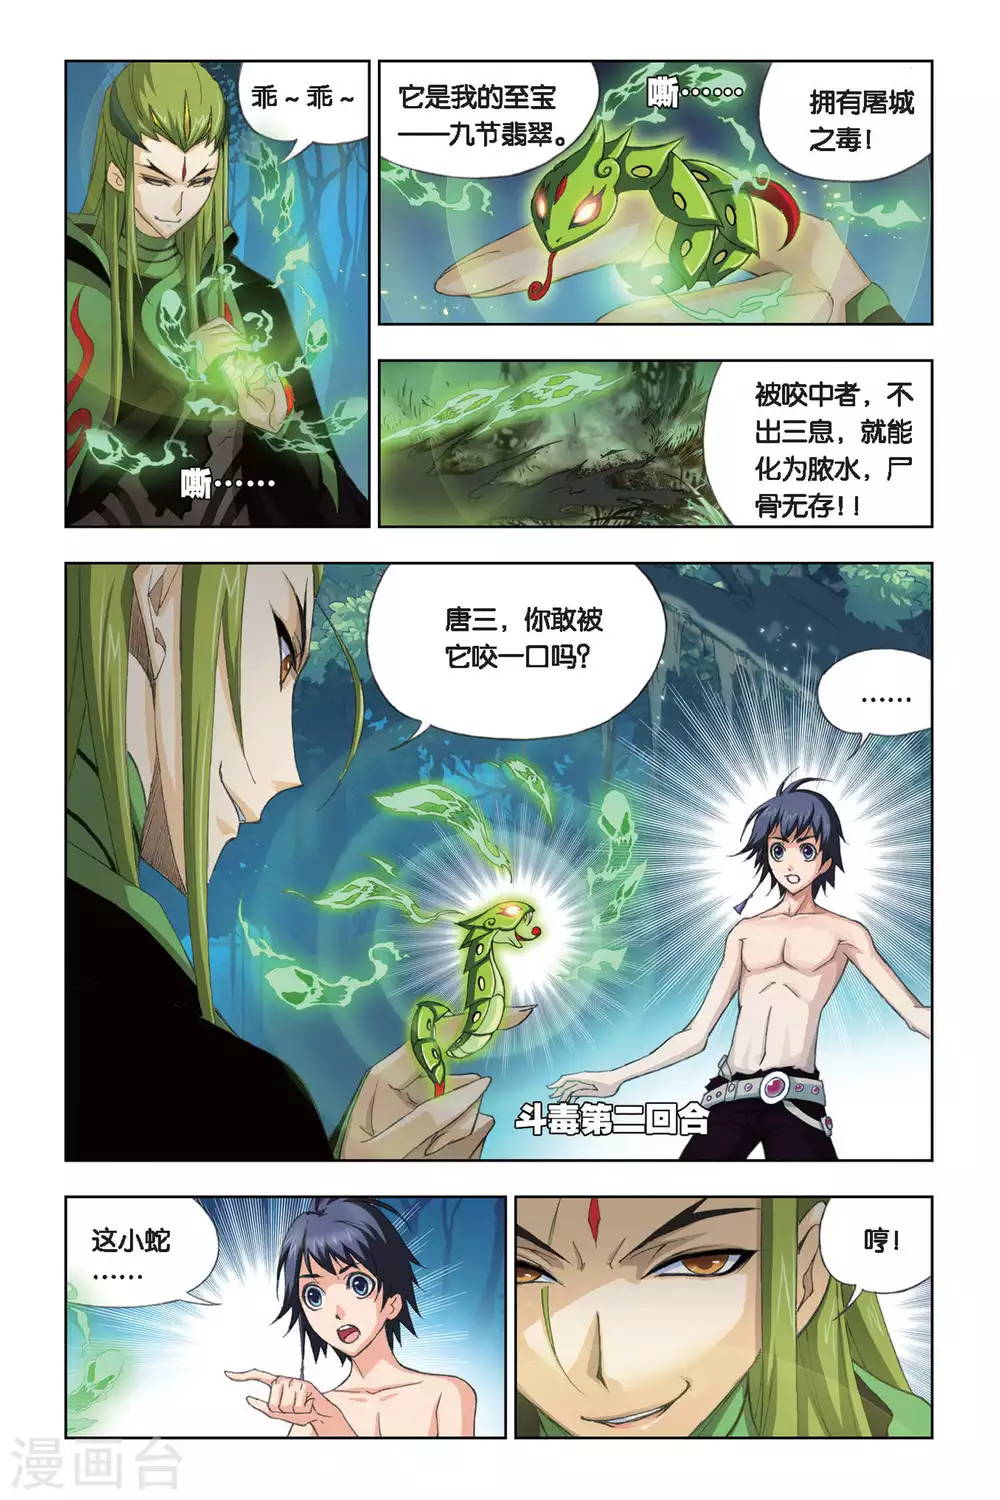 乖～乖～
嘶……
它是我的至宝
——九节翡翠。
嘶……
拥有屠城
之毒！
被咬中者，不
出三息，就能
化为脓水，尸
骨无存！！
唐三，你敢被
它咬一口吗？
……
斗毒第二回合
这小蛇
……
哼！
漫画台